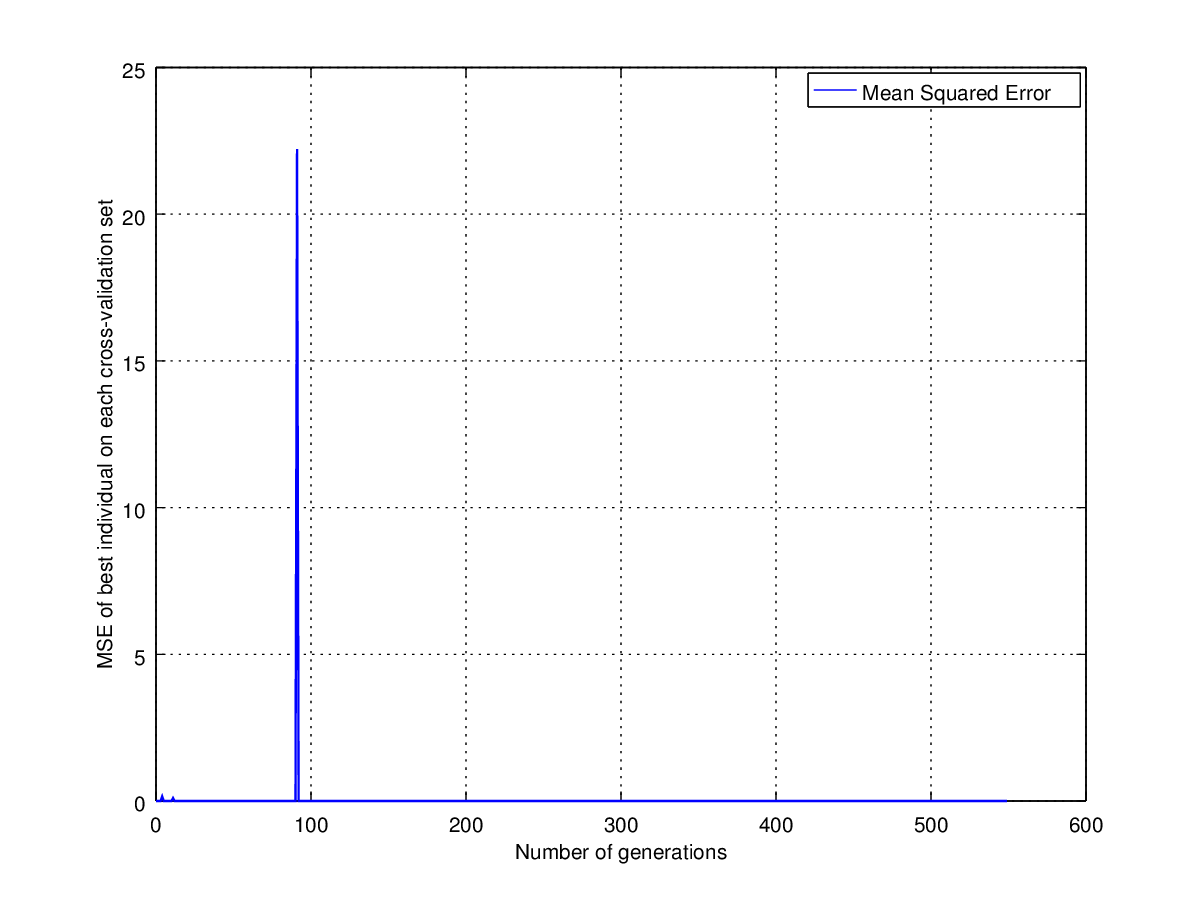 25
Mean Squared Error
20
15
10
5
0
MSE of best individual on each cross-validation set
0 100 200 300 400 500 600
Number of generations